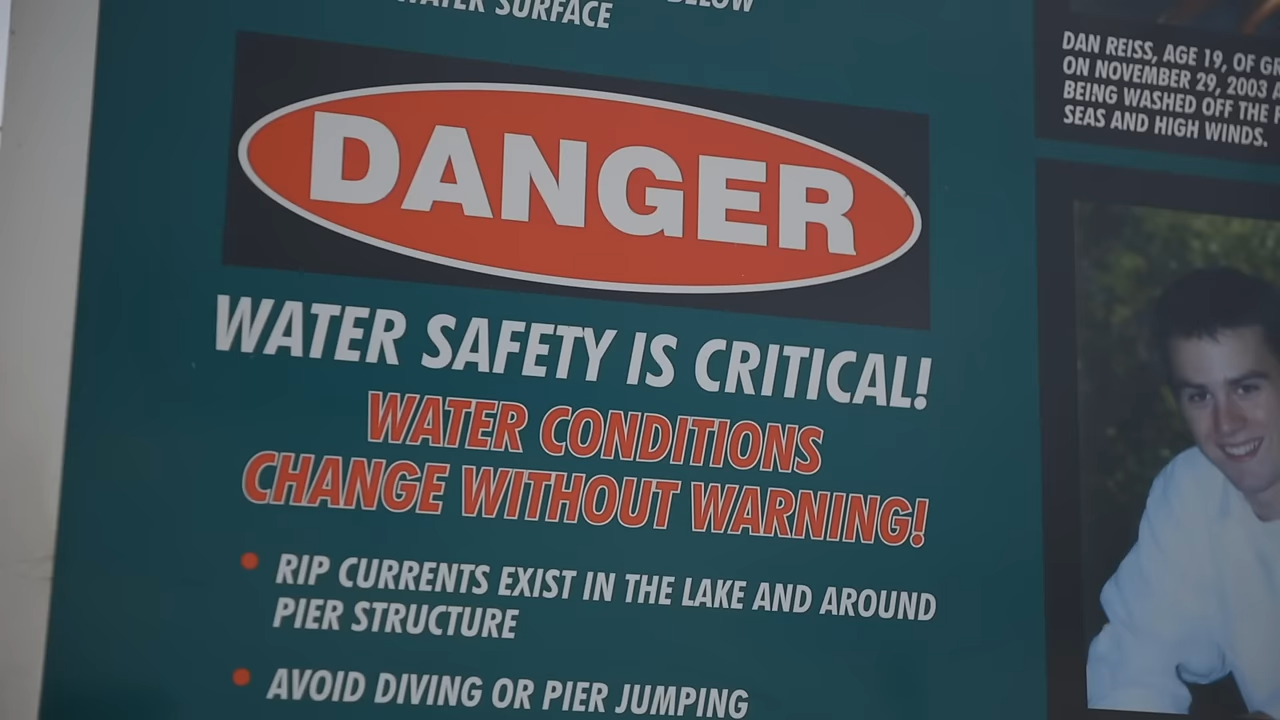 WATER SURFACE
BELOW
DANGER
WATER SAFETY IS CRITICAL!
WATER CONDITIONS
CHANGE WITHOUT WARNING!
• RIP CURRENTS EXIST IN THE LAKE AND AROUND
PIER STRUCTURE
• AVOID DIVING OR PIER JUMPING
DAN REISS, AGE 19, OF
ON NOVEMBER 29, 2003
BEING WASHED OFF THE
SEAS AND HIGH WINDS.